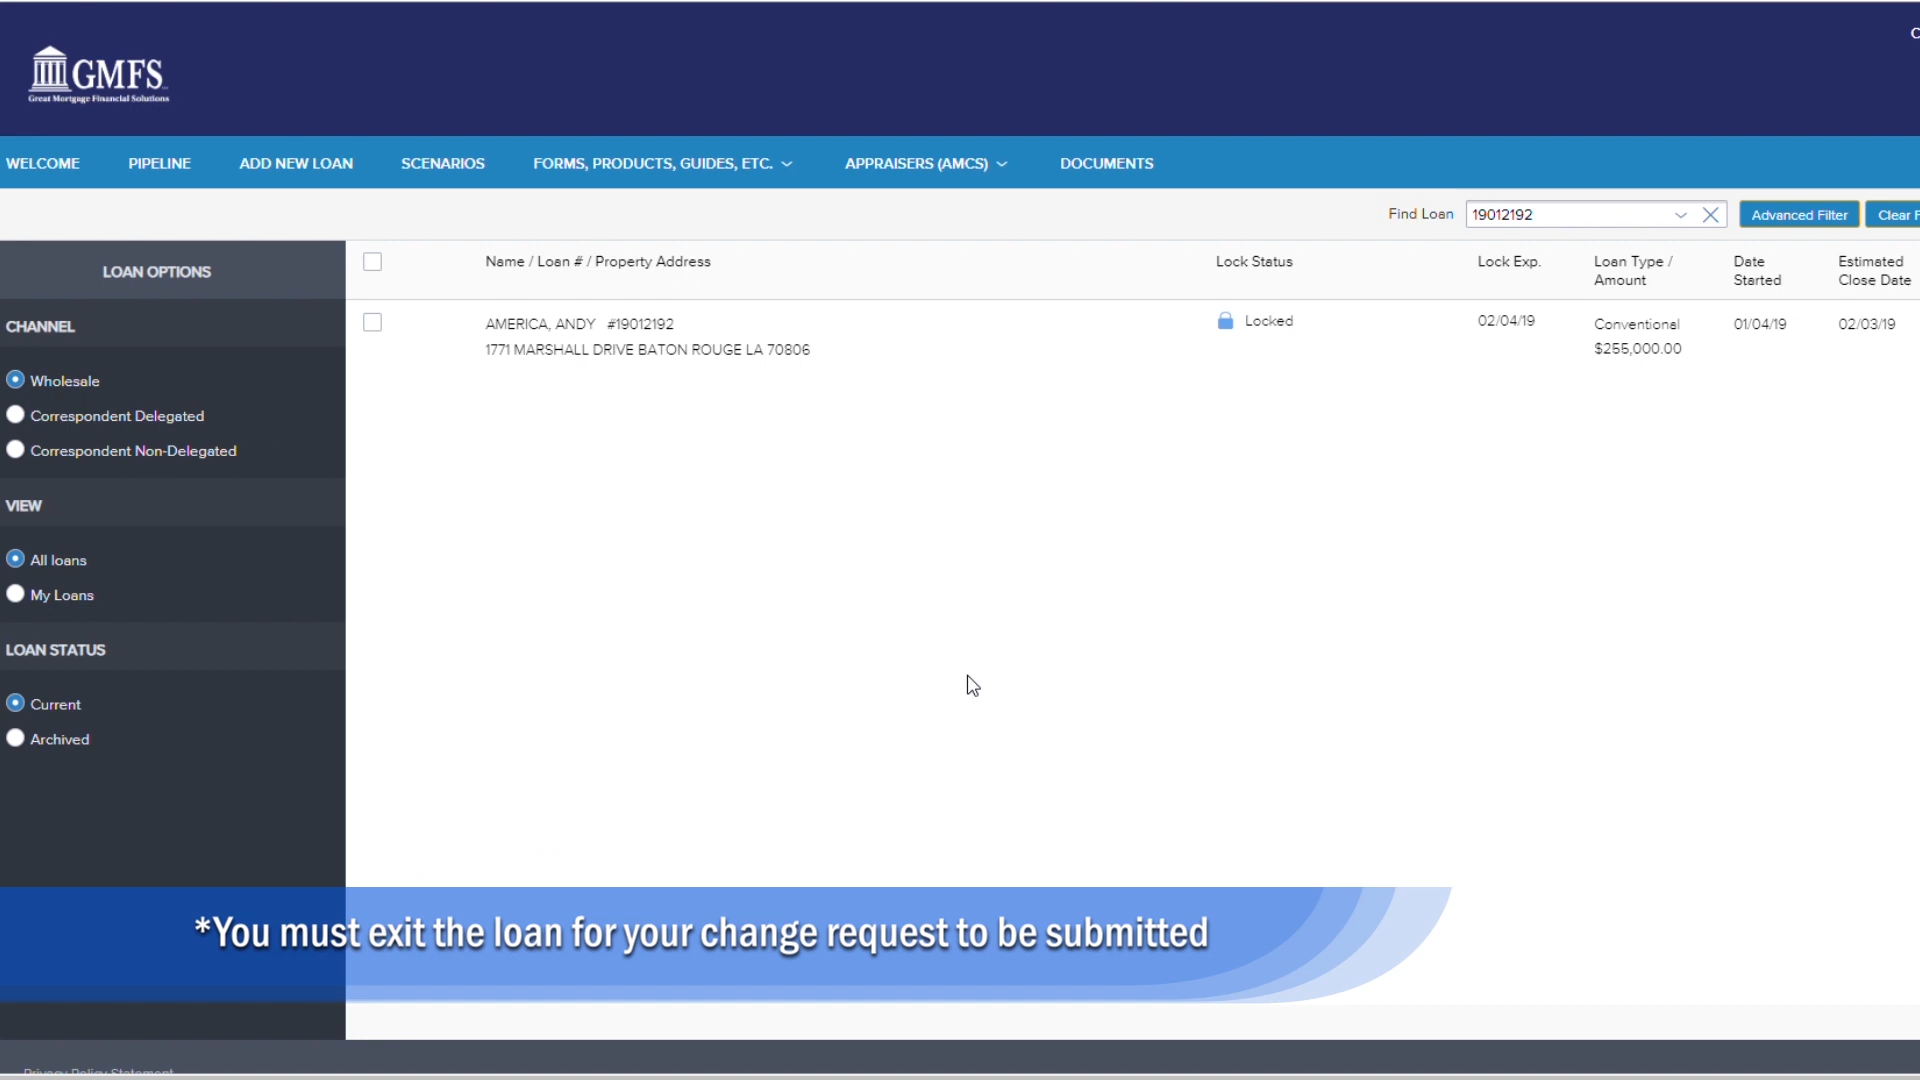 C
GMFS
Great Mortgage Financial Solutions
WELCOME PIPELINE ADD NEW LOAN SCENARIOS FORMS, PRODUCTS, GUIDES, ETC. APPRAISERS (AMCS) DOCUMENTS
Find Loan 19012192 Advanced Filter Clear F
LOAN OPTIONS
Name / Loan # / Property Address Lock Status Lock Exp. Loan Type / Date Estimated
Amount Started Close Date
CHANNEL
AMERICA, ANDY #19012192 Locked 02/04/19 Conventional 01/04/19 02/03/19
1771 MARSHALL DRIVE BATON ROUGE LA 70806 $255,000.00
Wholesale
Correspondent Delegated
Correspondent Non-Delegated
VIEW
All loans
My Loans
LOAN STATUS
Current
Archived
*You must exit the loan for your change request to be submitted
Privacy Policy Statement